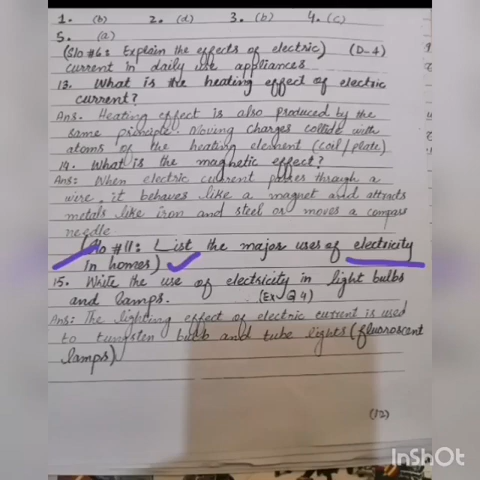 1. (b) 2. (d) 3. (b) 4. (c)
5. (a)
(Slo #6: Explain the effects of electric) (D-4)
current in daily use appliances
13. What is the heating effect of electric
current?
Ans. Heating effect is also produced by the
same principle. Moving charges collide with
atoms of the heating element (coil/plate)
14. What is the magnetic effect?
Ans: When electric current passes through a
wire, it behaves like a magnet and attracts
metals like iron and steel or moves a compass
needle
(Slo #11: List the major uses of electricity
in homes)
15. Write the use of electricity in light bulbs
and lamps. (Ex Q4)
Ans: The lighting effect of electric current is used
to tungsten bulb and tube lights (fluoroscent
lamps)
(12)
InShOt